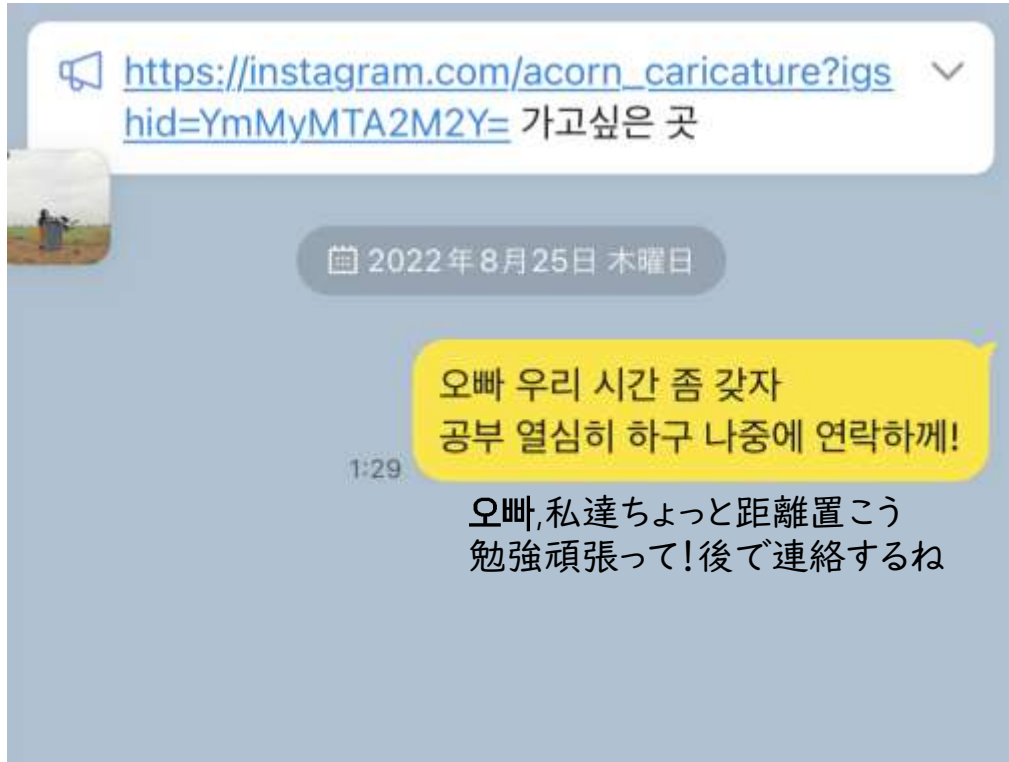 https://instagram.com/acorn_caricature?igs
hid=YmMyMTA2M2Y= 가고싶은 곳
2022年8月25日 木曜日
오빠 우리 시간 좀 갖자
공부 열심히 하구 나중에 연락하께!
1:29
오빠,私達ちょっと距離置こう
勉強頑張って!後で連絡するね